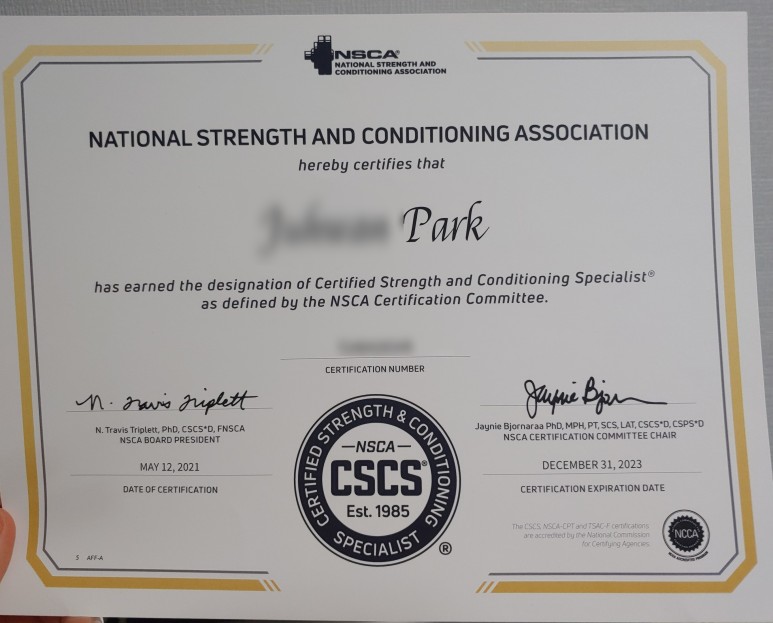 NSCA®
NATIONAL STRENGTH AND
CONDITIONING ASSOCIATION
NATIONAL STRENGTH AND CONDITIONING ASSOCIATION
hereby certifies that
Park
has earned the designation of Certified Strength and Conditioning Specialist®
as defined by the NSCA Certification Committee.
CERTIFICATION NUMBER
N. Travis Triplett
N. Travis Triplett, PhD, CSCS*D, FNSCA
NSCA BOARD PRESIDENT
MAY 12, 2021
DATE OF CERTIFICATION
CERTIFIED STRENGTH & CONDITIONING SPECIALIST
NSCA
CSCS®
Est. 1985
®
Jaynie Bjornaraa PhD, MPH, PT, SCS, LAT, CSCS*D, CSPS*D
NSCA CERTIFICATION COMMITTEE CHAIR
DECEMBER 31, 2023
CERTIFICATION EXPIRATION DATE
The CSCS, NSCA-CPT and TSAC-F certifications
are accredited by the National Commission
for Certifying Agencies.
NCCA
5 AFF-A